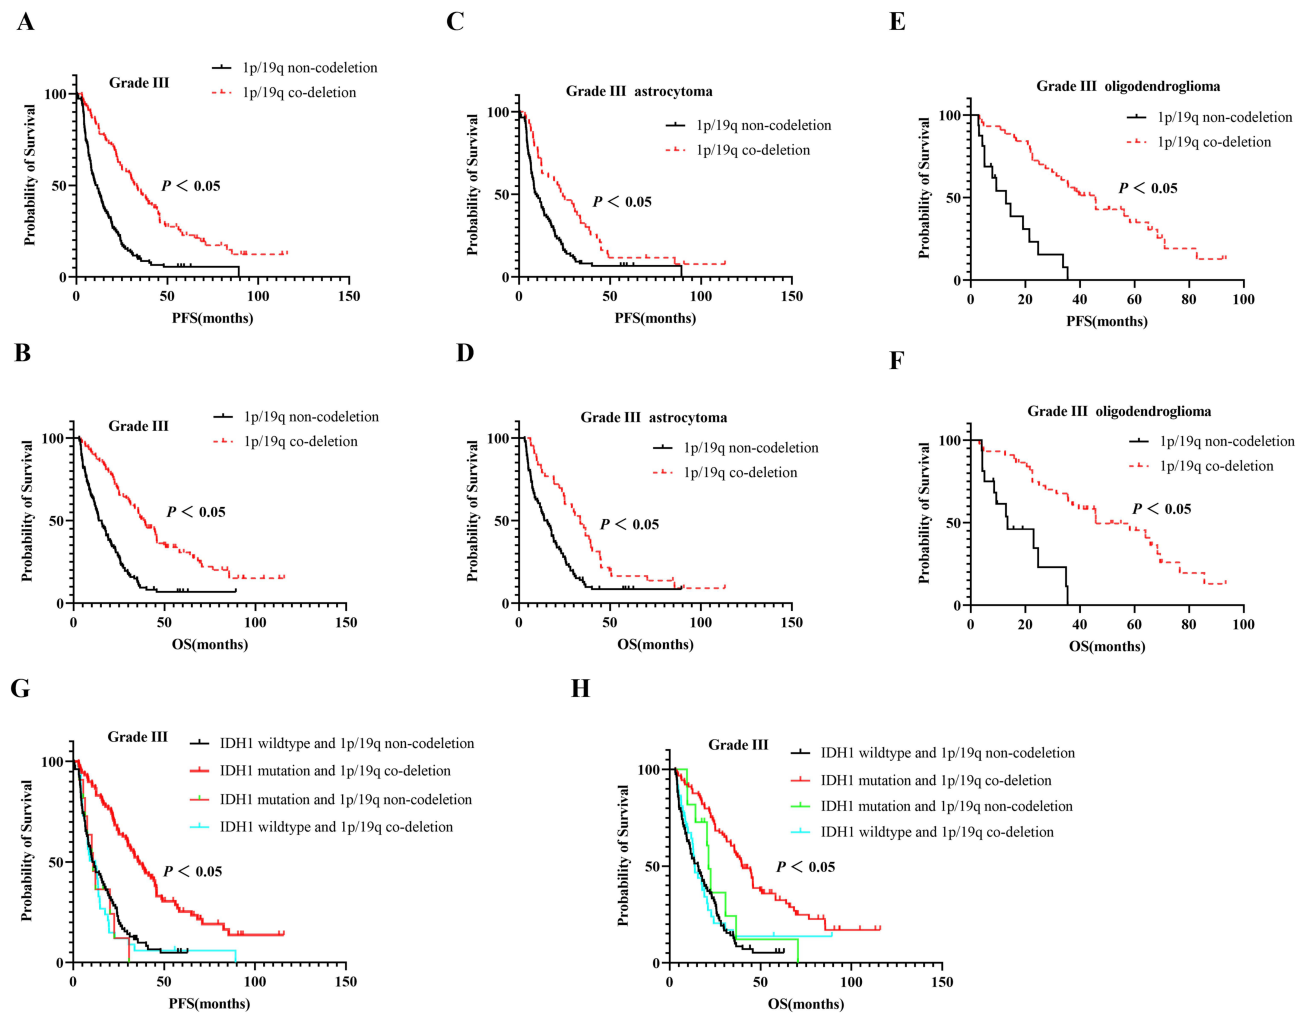 A
Grade III
1p/19q non-codeletion
1p/19q co-deletion
P < 0.05
Probability of Survival
100
50
0
0 50 100 150
PFS(months)
C
Grade III astrocytoma
1p/19q non-codeletion
1p/19q co-deletion
P < 0.05
Probability of Survival
100
50
0
0 50 100 150
PFS(months)
E
Grade III oligodendroglioma
1p/19q non-codeletion
1p/19q co-deletion
P < 0.05
Probability of Survival
100
50
0
0 20 40 60 80 100
PFS(months)
B
Grade III
1p/19q non-codeletion
1p/19q co-deletion
P < 0.05
Probability of Survival
100
50
0
0 50 100 150
OS(months)
D
Grade III astrocytoma
1p/19q non-codeletion
1p/19q co-deletion
P < 0.05
Probability of Survival
100
50
0
0 50 100 150
OS(months)
F
Grade III oligodendroglioma
1p/19q non-codeletion
1p/19q co-deletion
P < 0.05
Probability of Survival
100
50
0
0 20 40 60 80 100
OS(months)
G
Grade III
IDH1 wildtype and 1p/19q non-codeletion
IDH1 mutation and 1p/19q co-deletion
IDH1 mutation and 1p/19q non-codeletion
IDH1 wildtype and 1p/19q co-deletion
P < 0.05
Probability of Survival
100
50
0
0 50 100 150
PFS(months)
H
Grade III
IDH1 wildtype and 1p/19q non-codeletion
IDH1 mutation and 1p/19q co-deletion
IDH1 mutation and 1p/19q non-codeletion
IDH1 wildtype and 1p/19q co-deletion
P < 0.05
Probability of Survival
100
50
0
0 50 100 150
OS(months)